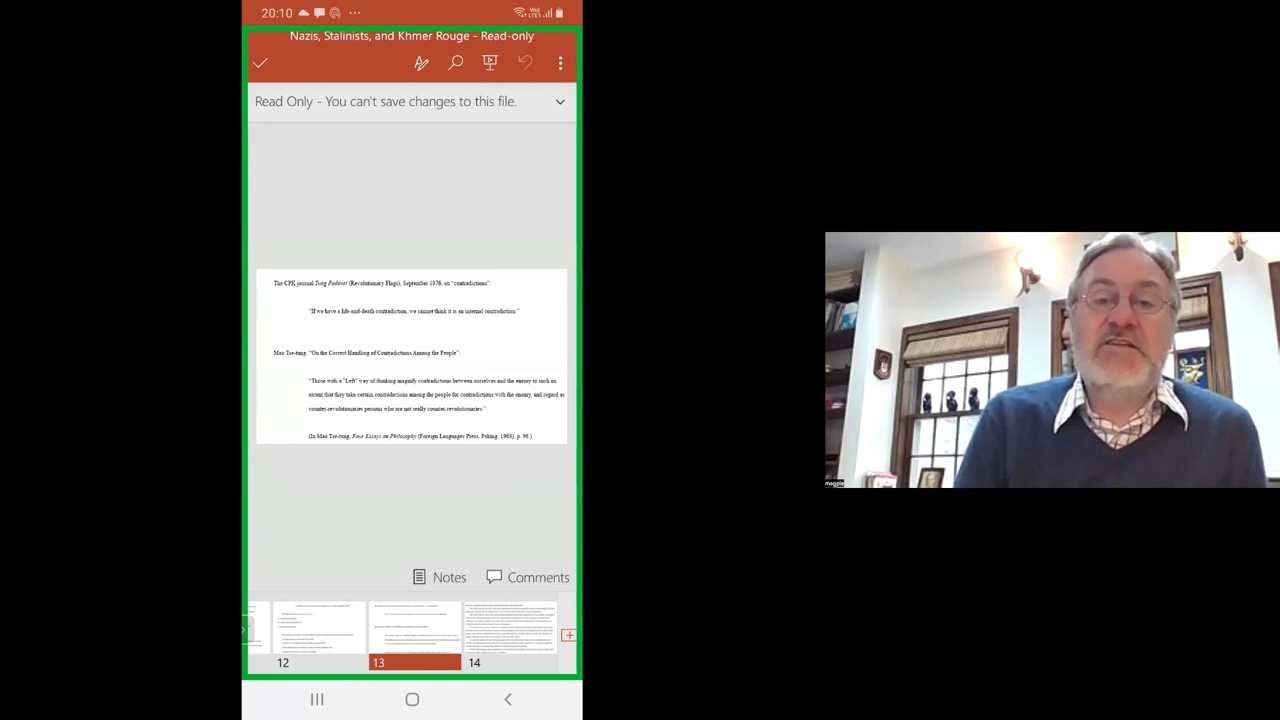 20:10
Vo)
LTE1
Nazis, Stalinists, and Khmer Rouge - Read-only
Read Only - You can't save changes to this file.
The CPK journal Tung Padevat (Revolutionary Flags), September 1976, on "contradictions":
"If we have a life-and-death contradiction, we cannot think it is an internal contradiction."
Mao Tse-tung, "On the Correct Handling of Contradictions Among the People":
"Those with a "Left" way of thinking magnify contradictions between ourselves and the enemy to such an
extent that they take certain contradictions among the people for contradictions with the enemy, and regard as
counter-revolutionaries persons who are not really counter-revolutionaries."
(In Mao Tse-tung, Four Essays on Philosophy (Foreign Languages Press, Peking, 1968), p. 96.)
Notes
Comments
12
13
14
magpie